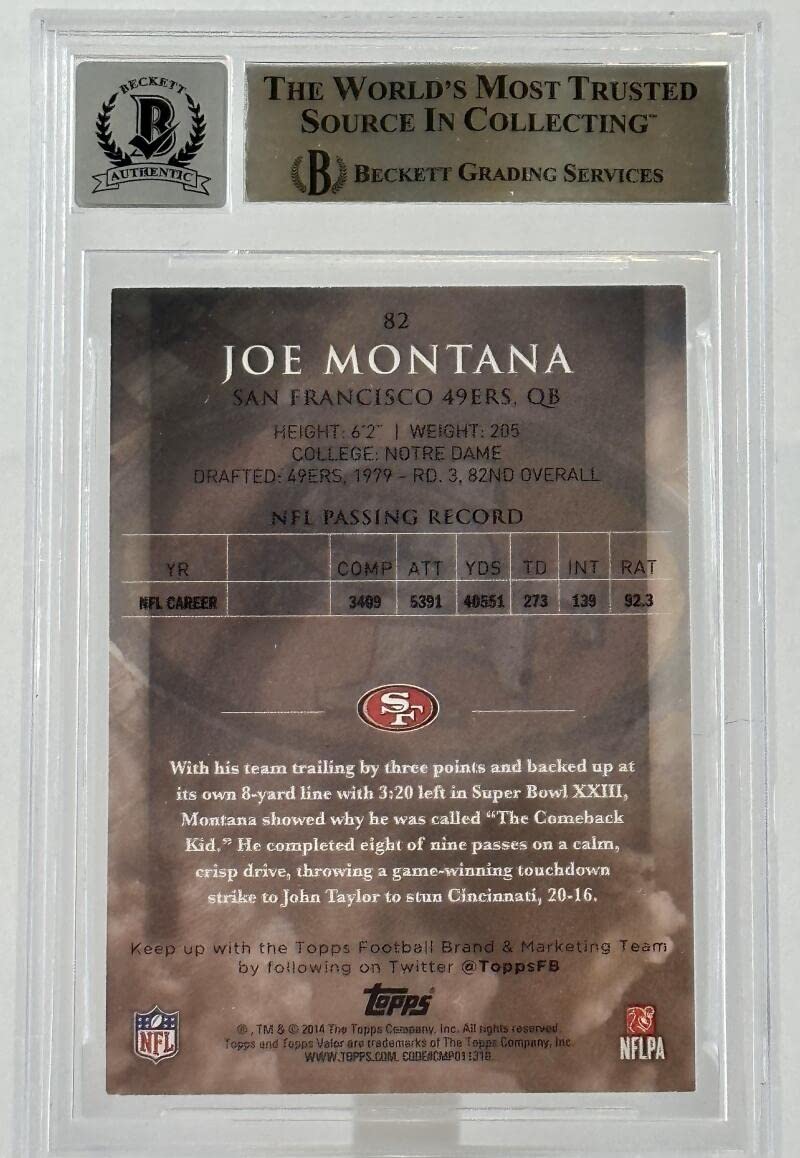 BECKETT
B
AUTHENTIC
THE WORLD'S MOST TRUSTED
SOURCE IN COLLECTING™
B BECKETT GRADING SERVICES
82
JOE MONTANA
SAN FRANCISCO 49ERS, QB
HEIGHT: 6'2" | WEIGHT: 205
COLLEGE: NOTRE DAME
DRAFTED: 49ERS, 1979 – RD. 3, 82ND OVERALL
NFL PASSING RECORD
YR COMP ATT YDS TD INT RAT
NFL CAREER 3409 5391 40551 273 139 92.3
SF
With his team trailing by three points and backed up at
its own 8-yard line with 3:20 left in Super Bowl XXIII,
Montana showed why he was called “The Comeback
Kid.” He completed eight of nine passes on a calm,
crisp drive, throwing a game-winning touchdown
strike to John Taylor to stun Cincinnati, 20-16.
Keep up with the Topps Football Brand & Marketing Team
by following on Twitter @ToppsFB
Topps
®, TM & © 2014 The Topps Company, Inc. All rights reserved.
Topps and Topps Valor are trademarks of The Topps Company, Inc.
WWW.TOPPS.COM.
NFL
NFLPA